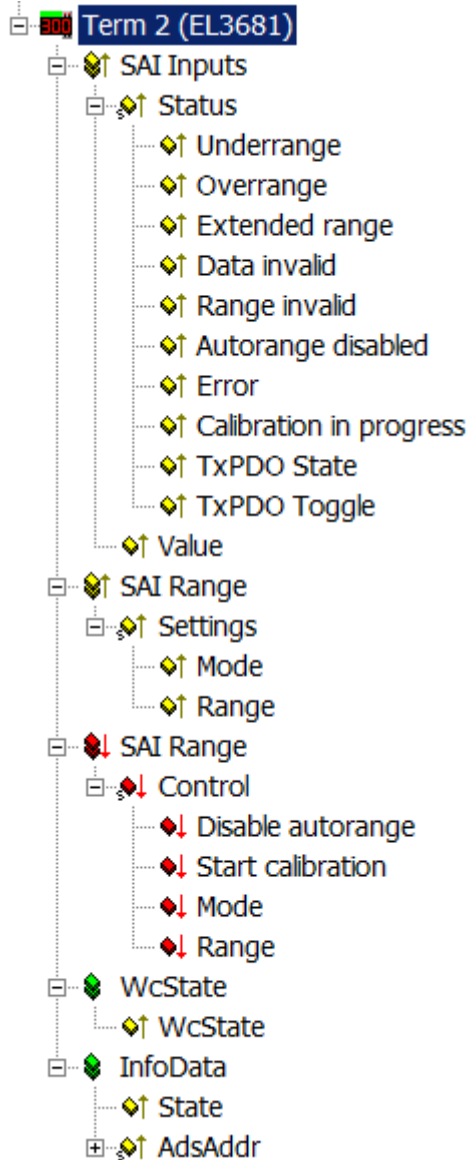 Term 2 (EL3681)
SAI Inputs
Status
Underrange
Overrange
Extended range
Data invalid
Range invalid
Autorange disabled
Error
Calibration in progress
TxPDO State
TxPDO Toggle
Value
SAI Range
Settings
Mode
Range
SAI Range
Control
Disable autorange
Start calibration
Mode
Range
WcState
WcState
InfoData
State
AdsAddr